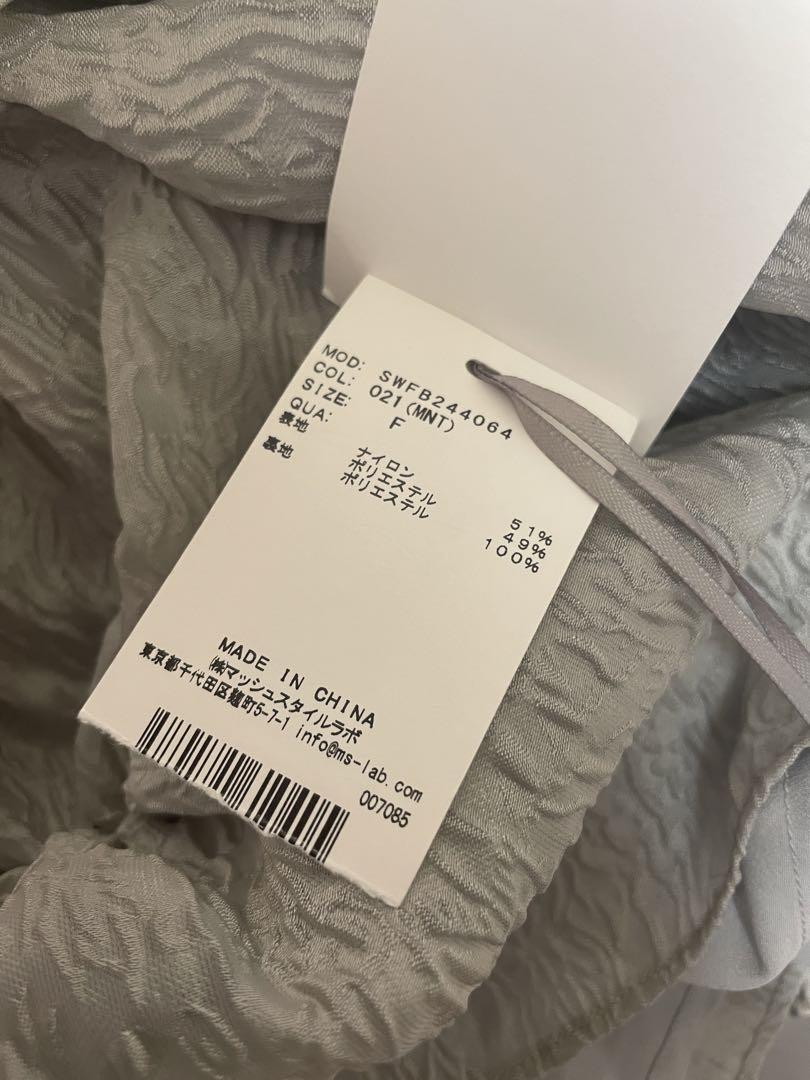 MOD: SWFB244064
COL: 021(MNT)
SIZE: F
QUA:
表地 ナイロン 51%
ポリエステル 49%
裏地 ポリエステル 100%
MADE IN CHINA
㈱マッシュスタイルラボ
東京都千代田区麹町5-7-1 info@ms-lab.com
007085